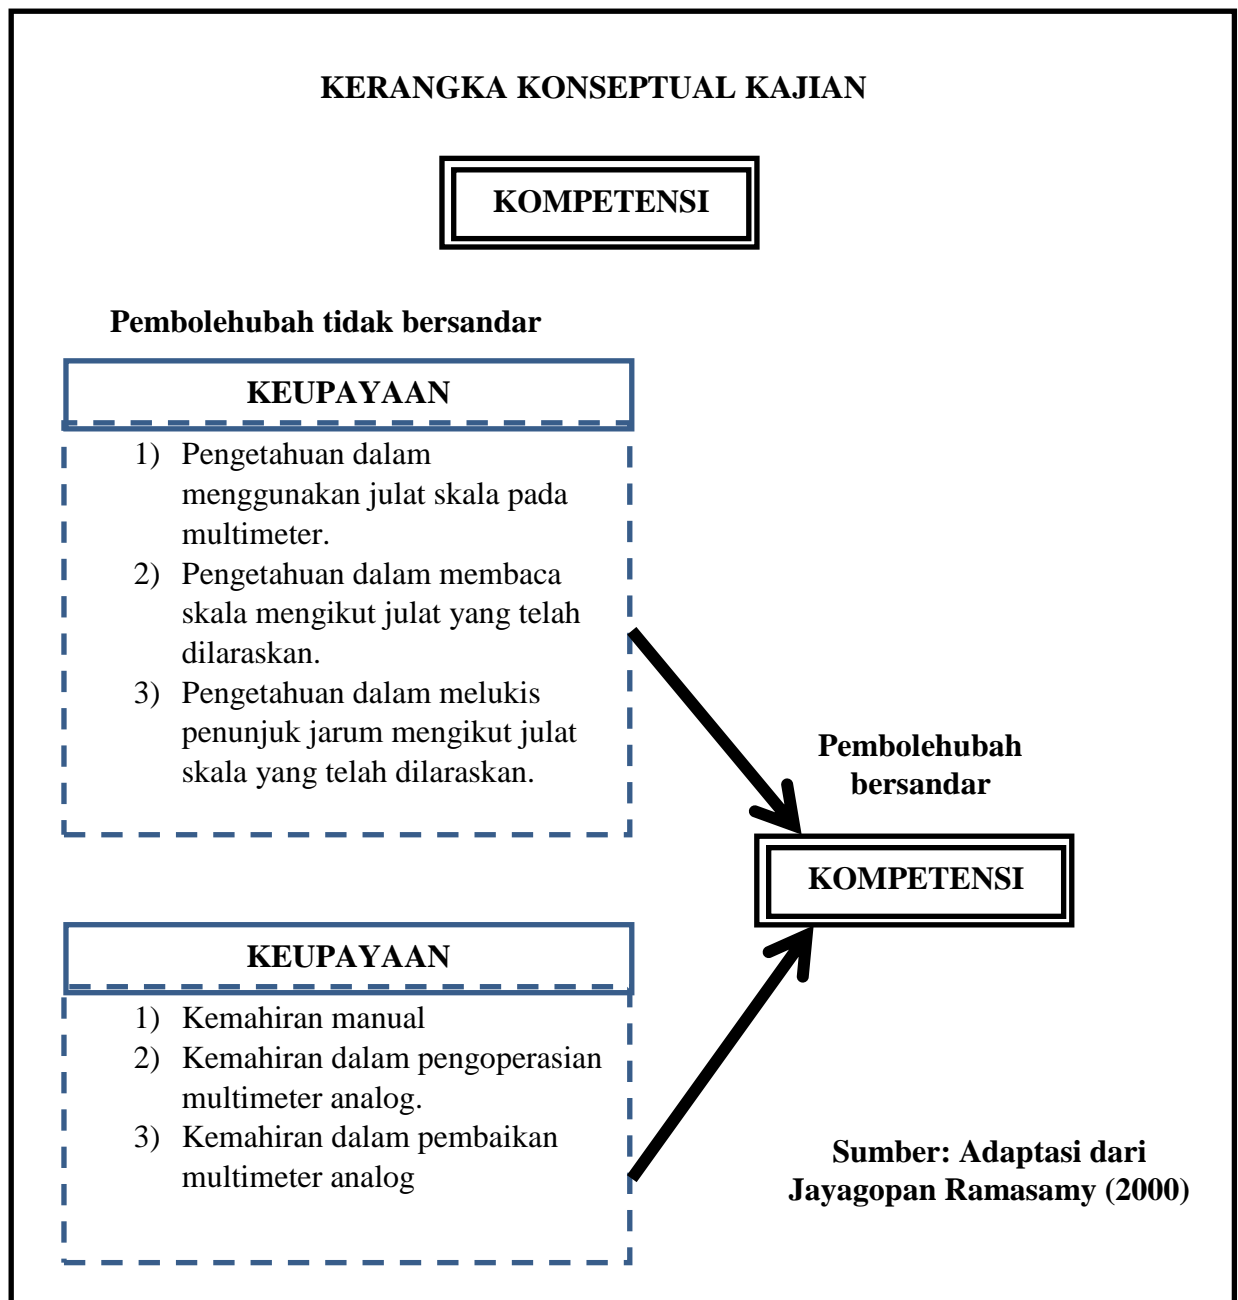 KERANGKA KONSEPTUAL KAJIAN
KOMPETENSI
Pembolehubah tidak bersandar
KEUPAYAAN
1) Pengetahuan dalam
menggunakan julat skala pada
multimeter.
2) Pengetahuan dalam membaca
skala mengikut julat yang telah
dilaraskan.
3) Pengetahuan dalam melukis
penunjuk jarum mengikut julat
skala yang telah dilaraskan.
Pembolehubah
bersandar
KOMPETENSI
KEUPAYAAN
1) Kemahiran manual
2) Kemahiran dalam pengoperasian
multimeter analog.
3) Kemahiran dalam pembaikan
multimeter analog
Sumber: Adaptasi dari
Jayagopan Ramasamy (2000)